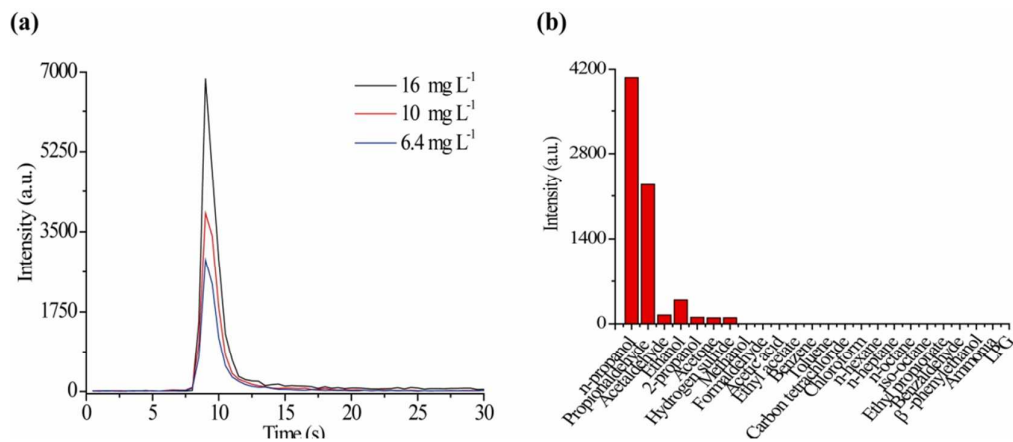 (a)
7000
5250
3500
1750
0
Intensity (a.u.)
16 mg L-1
10 mg L-1
6.4 mg L-1
0
5
10
15
20
25
30
Time (s)
(b)
4200
2800
1400
0
Intensity (a.u.)
n-propanol
Propionaldehyde
Acetaldehyde
Ethanol
2-propanol
Acetone
Hydrogen sulfide
Methanol
Formaldehyde
Acetic acid
Ethyl acetate
Benzene
Toluene
Carbon tetrachloride
Chloroform
n-hexane
n-heptane
n-octane
iso-octane
Ethyl propionate
Benzaldehyde
β -phenylethanol
Ammonia
LPG